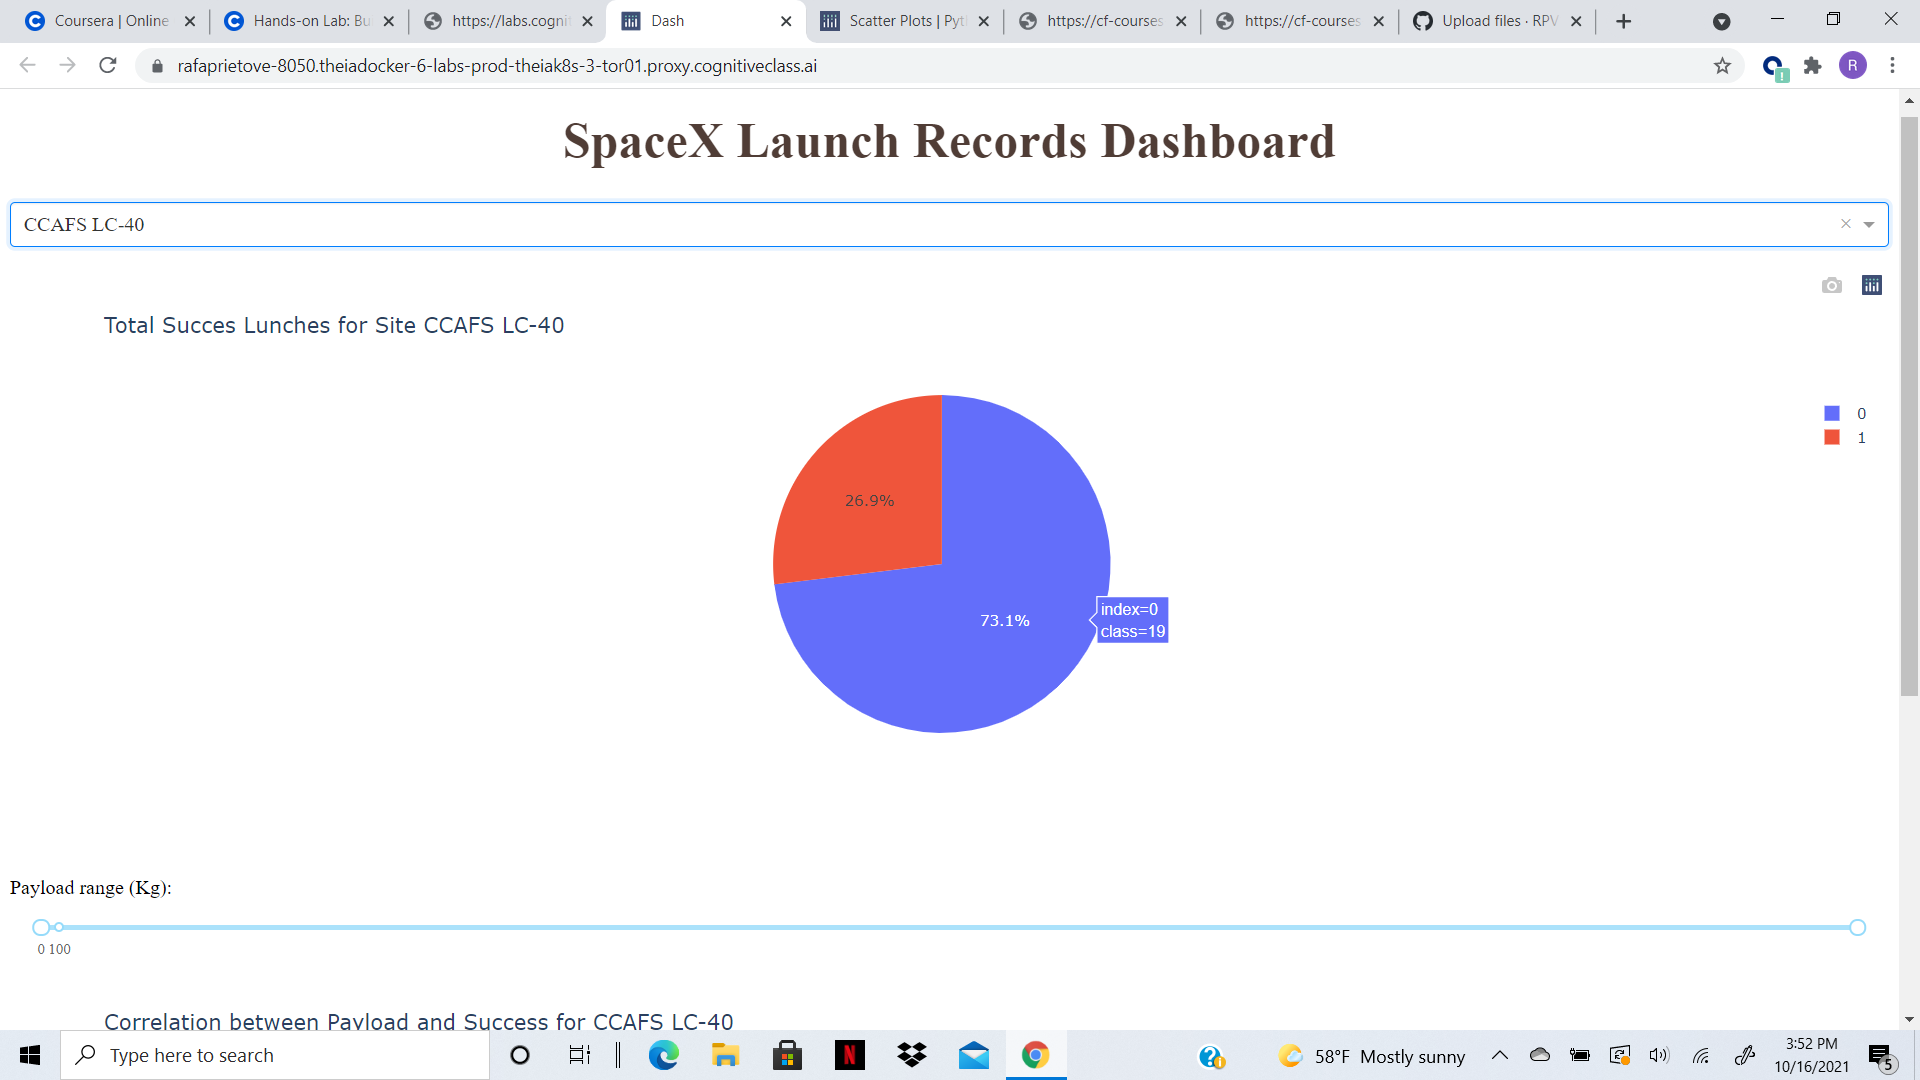 Coursera | Online
Hands-on Lab: Bu
https://labs.cognit
Dash
Scatter Plots | Pyt
https://cf-courses
https://cf-courses
Upload files · RPV
rafaprietove-8050.theiadocker-6-labs-prod-theiak8s-3-tor01.proxy.cognitiveclass.ai
R
SpaceX Launch Records Dashboard
CCAFS LC-40
Total Succes Lunches for Site CCAFS LC-40
0
1
26.9%
73.1%
index=0
class=19
Payload range (Kg):
0 100
Correlation between Payload and Success for CCAFS LC-40
Type here to search
N
58°F Mostly sunny
3:52 PM
10/16/2021
5